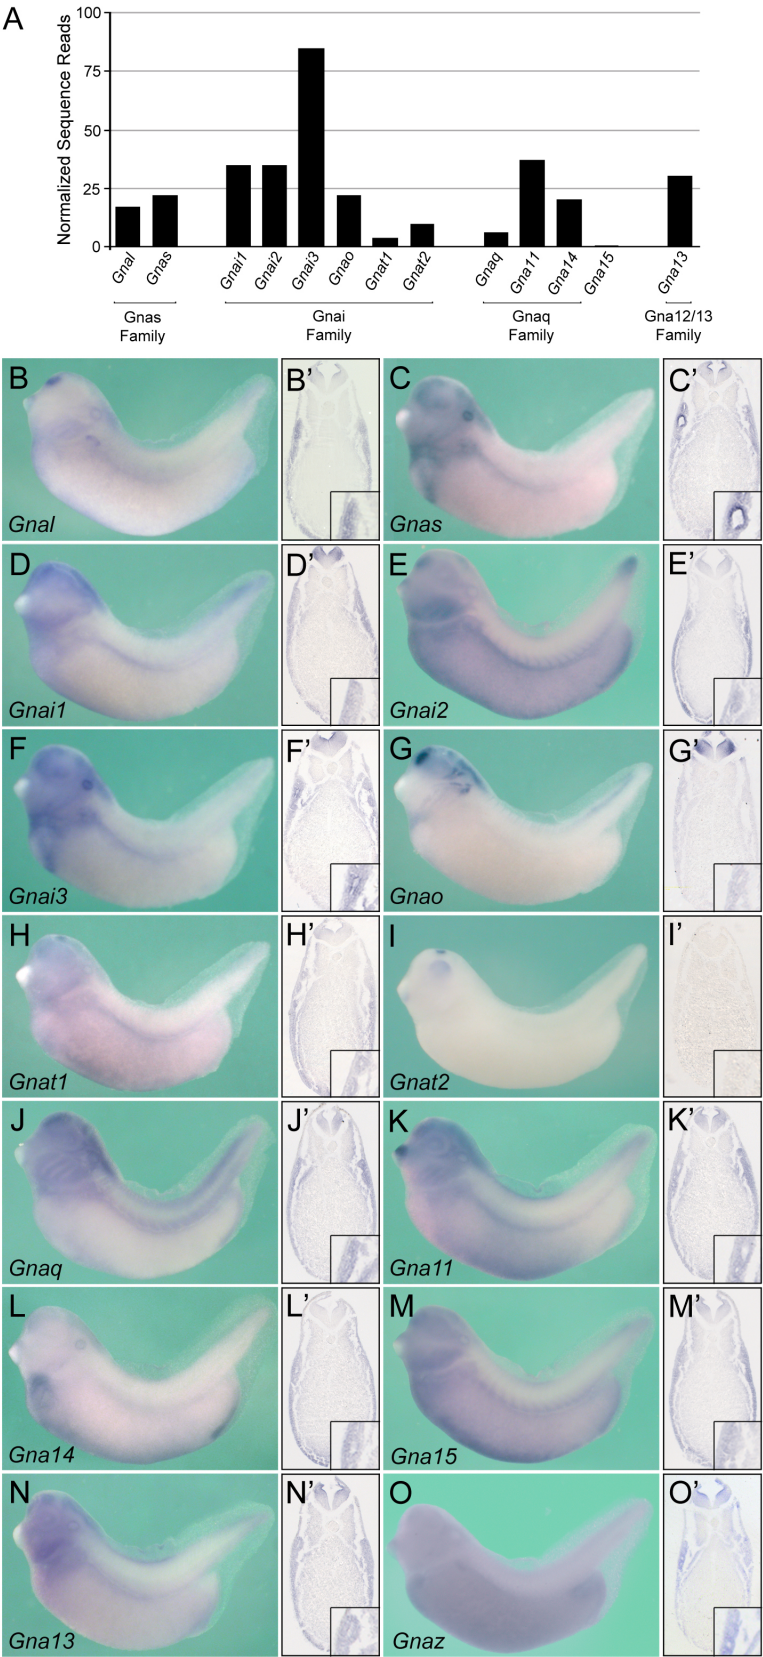 A
Normalized Sequence Reads
100
75
50
25
0
Gnal
Gnas
Gnai1
Gnai2
Gnai3
Gnao
Gnat1
Gnat2
Gnaq
Gna11
Gna14
Gna15
Gna13
Gnas
Family
Gnai
Family
Gnaq
Family
Gna12/13
Family
B
Gnal
B’
C
Gnas
C’
D
Gnai1
D’
E
Gnai2
E’
F
Gnai3
F’
G
Gnao
G’
H
Gnat1
H’
I
Gnat2
I’
J
Gnaq
J’
K
Gna11
K’
L
Gna14
L’
M
Gna15
M’
N
Gna13
N’
O
Gnaz
O’